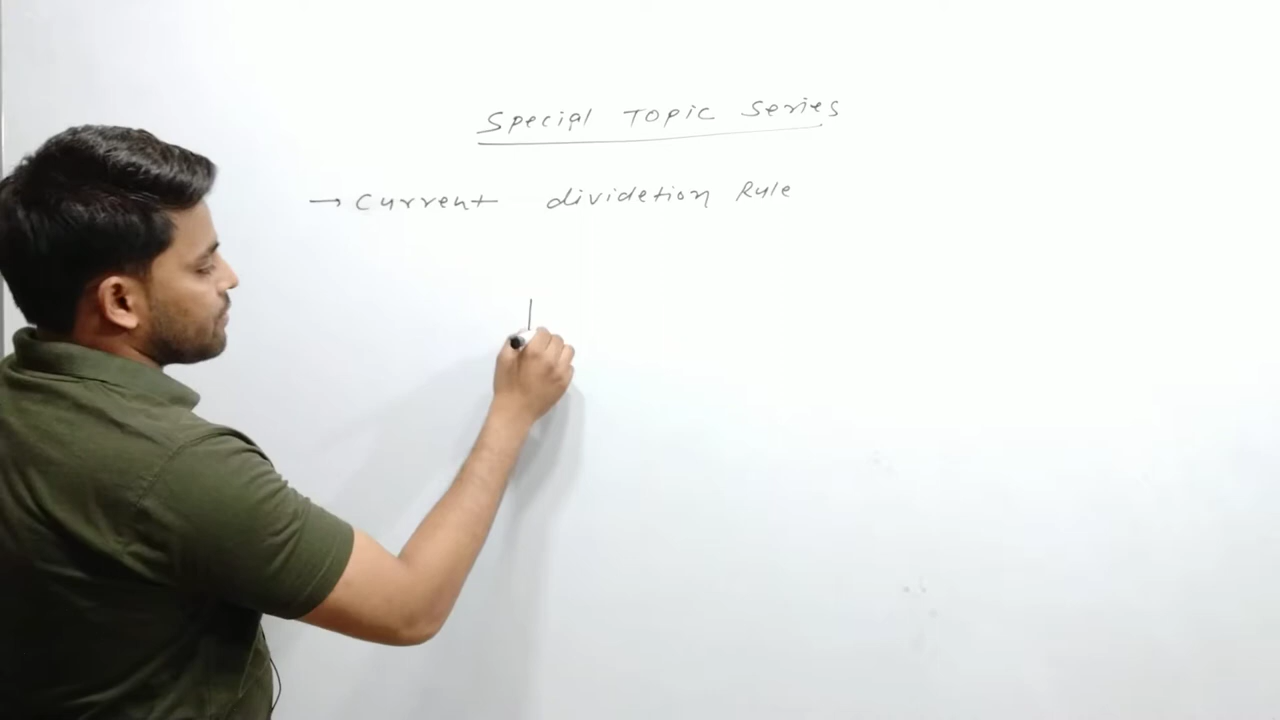 Special Topic Series
→ Current dividetion Rule